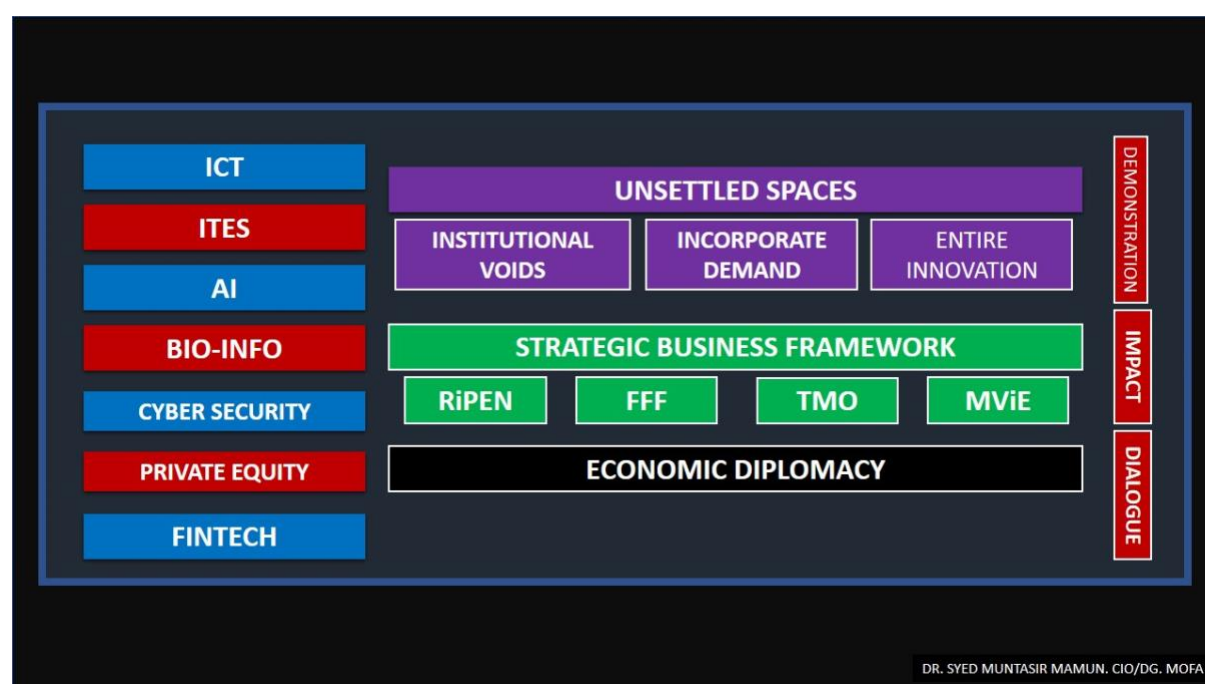 ICT
ITES
AI
BIO-INFO
CYBER SECURITY
PRIVATE EQUITY
FINTECH
UNSETTLED SPACES
INSTITUTIONAL
VOIDS
INCORPORATE
DEMAND
ENTIRE
INNOVATION
STRATEGIC BUSINESS FRAMEWORK
RiPEN
FFF
TMO
MViE
ECONOMIC DIPLOMACY
DEMONSTRATION
IMPACT
DIALOGUE
DR. SYED MUNTASIR MAMUN. CIO/DG. MOFA